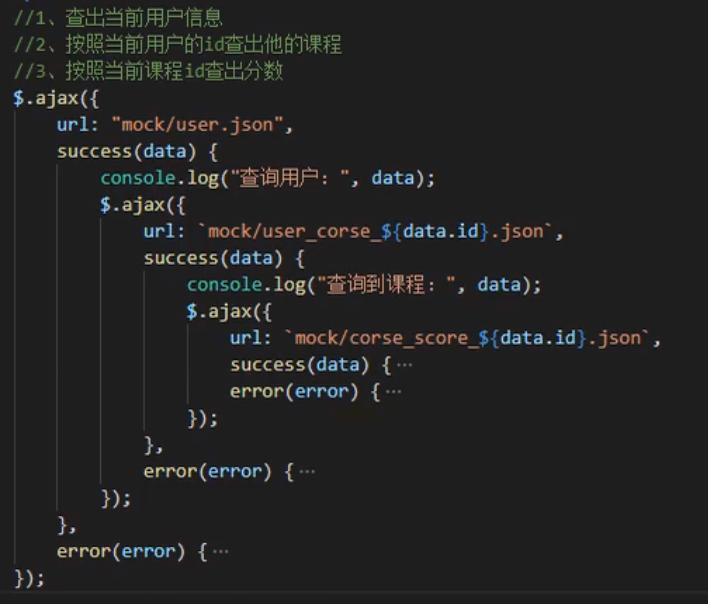 //1、查出当前用户信息
//2、按照当前用户的id查出他的课程
//3、按照当前课程id查出分数
$.ajax({
    url: "mock/user.json",
    success(data) {
        console.log("查询用户：", data);
        $.ajax({
            url: `mock/user_corse_${data.id}.json`,
            success(data) {
                console.log("查询到课程：", data);
                $.ajax({
                    url: `mock/corse_score_${data.id}.json`,
                    success(data) {⋯
                    error(error) {⋯
                });
            },
            error(error) {⋯
        });
    },
    error(error) {⋯
});